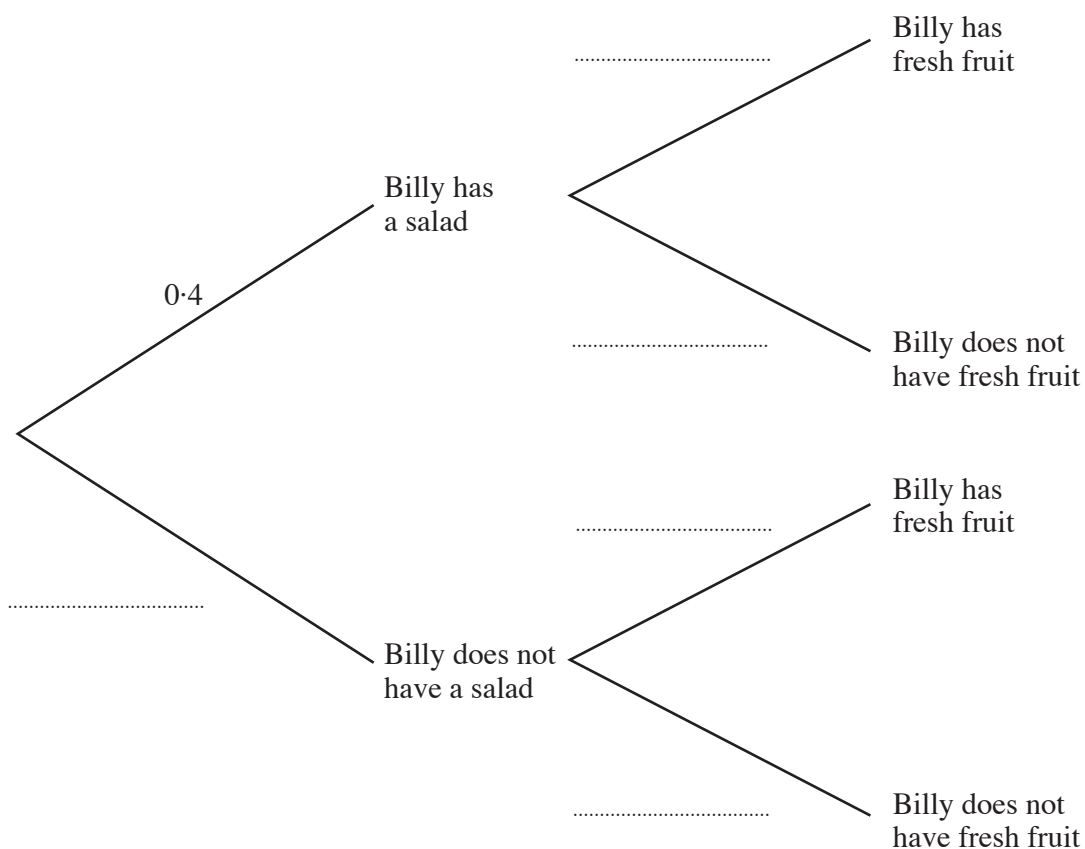 Billy has
fresh fruit
Billy has
a salad
0·4
Billy does not
have fresh fruit
Billy has
fresh fruit
Billy does not
have a salad
Billy does not
have fresh fruit